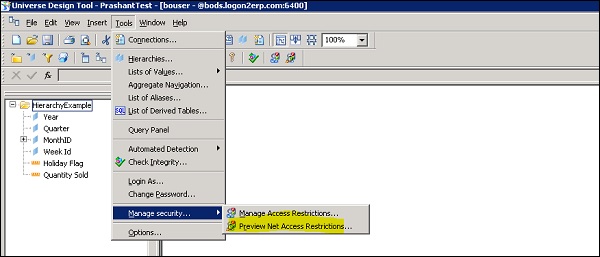 Universe Design Tool - PrashantTest - [bouser - @bods.logon2erp.com:6400]
File Edit View Insert Tools Window Help
100%
Connections...
Hierarchies...
Lists of Values...
Aggregate Navigation...
List of Aliases...
SQL List of Derived Tables...
Query Panel
Automated Detection
Check Integrity...
Login As...
Change Password...
Manage security...
Options...
Manage Access Restrictions...
Preview Net Access Restrictions...
HierarchyExample
Year
Quarter
MonthID
Week Id
Holiday Flag
Quantity Sold